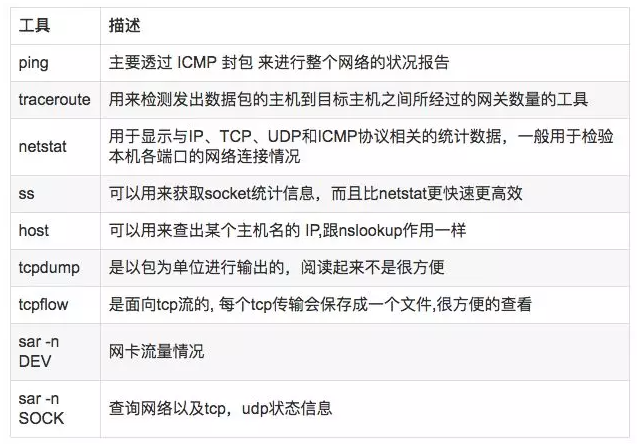 工具 描述
ping 主要透过 ICMP 封包 来进行整个网络的状况报告
traceroute 用来检测发出数据包的主机到目标主机之间所经过的网关数量的工具
netstat 用于显示与IP、TCP、UDP和ICMP协议相关的统计数据，一般用于检验
本机各端口的网络连接情况
ss 可以用来获取socket统计信息，而且比netstat更快速更高效
host 可以用来查出某个主机名的 IP,跟nslookup作用一样
tcpdump 是以包为单位进行输出的，阅读起来不是很方便
tcpflow 是面向tcp流的, 每个tcp传输会保存成一个文件,很方便的查看
sar -n
DEV 网卡流量情况
sar -n
SOCK 查询网络以及tcp，udp状态信息